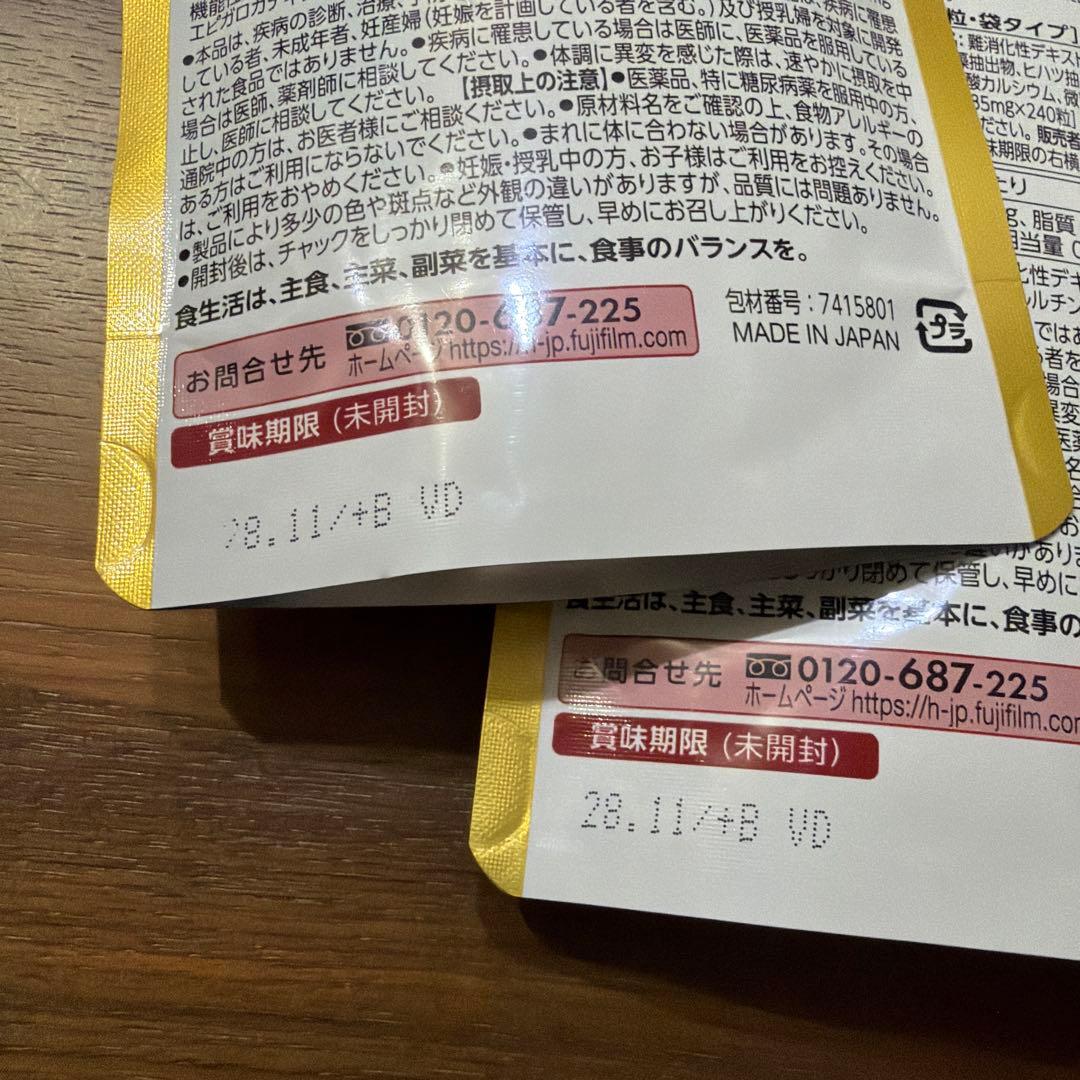 エピガロカテ
●本品は、疾病の診断、治療、予防
は、疾病に罹患
している者、未成年者、妊産婦(妊娠を計画している者を含む。)及び授乳婦を対象に開発
された食品ではありません。●疾病に罹患している場合は医師に、医薬品を服用している
場合は医師、薬剤師に相談してください。●体調に異変を感じた際は、速やかに摂取を中
止し、医師に相談してください。【摂取上の注意】●医薬品、特に糖尿病薬を服用中の方、
通院中の方は、お医者様にご相談ください。●原材料名をご確認の上、食物アレルギーの
ある方はご利用にならないでください。●まれに体に合わない場合があります。その場合
は、ご利用をおやめください。●妊娠・授乳中の方、お子様はご利用をお控えください。
●製品により多少の色や斑点など外観の違いがありますが、品質には問題ありません。
●開封後は、チャックをしっかり閉めて保管し、早めにお召し上がりください。
食生活は、主食、主菜、副菜を基本に、食事のバランスを。
お問合せ先
0120-687-225
ホームページ https://h-jp.fujifilm.com
包材番号:7415801
MADE IN JAPAN
プラ
賞味期限(未開封)
28.11/+B VD
粒・袋タイプ]
:難消化性デキスト
抽出物、ヒハツ抽
酸カルシウム、微
35mg×240粒]
ださい。 販売者
味期限の右横
たり
g、脂質
相当量(
化性デキ
ルチン
ではあ
者を
場合
異変
医薬
閉めて保管し、早めに
食生活は、主食、主菜、副菜を基本に、食事の
お問合せ先
0120-687-225
ホームページ https://h-jp.fujifilm.com
賞味期限(未開封)
28.11/+B VD